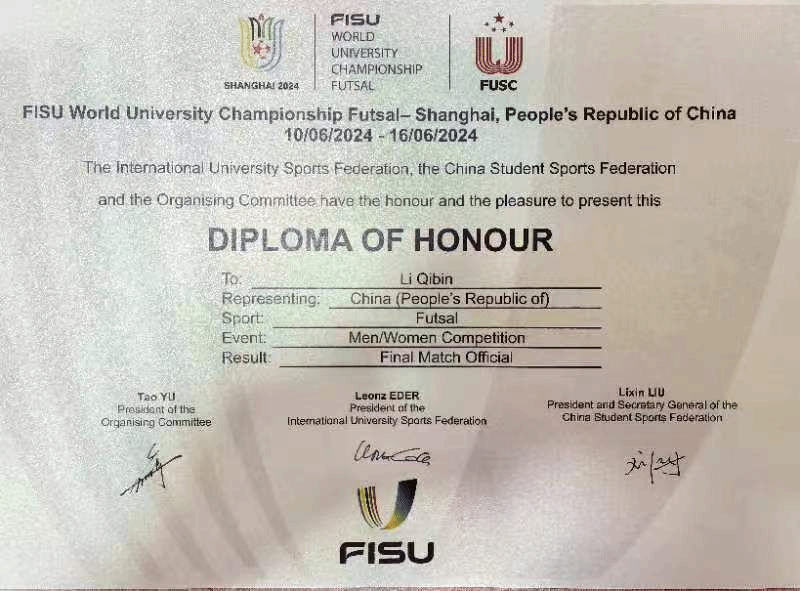 SHANGHAI 2024
FISU
WORLD
UNIVERSITY
CHAMPIONSHIP
FUTSAL
FUSC
FISU World University Championship Futsal– Shanghai, People's Republic of China
10/06/2024 - 16/06/2024
The International University Sports Federation, the China Student Sports Federation
and the Organising Committee have the honour and the pleasure to present this
DIPLOMA OF HONOUR
To: Li Qibin
Representing: China (People's Republic of)
Sport: Futsal
Event: Men/Women Competition
Result: Final Match Official
Tao YU
President of the
Organising Committee
Leonz EDER
President of the
International University Sports Federation
Lixin LIU
President and Secretary General of the
China Student Sports Federation
FISU